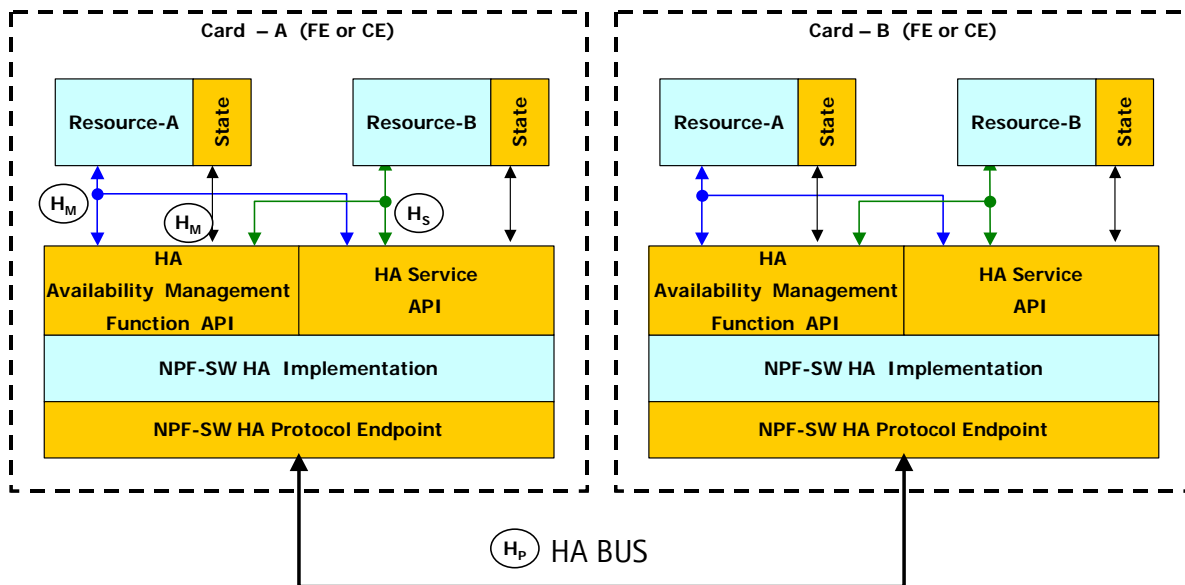 Card – A (FE or CE)
Resource-A
State
Resource-B
State
HM
HM
HS
HA
Availability Management
Function API
HA Service
API
NPF-SW HA Implementation
NPF-SW HA Protocol Endpoint
Card – B (FE or CE)
Resource-A
State
Resource-B
State
HA
Availability Management
Function API
HA Service
API
NPF-SW HA Implementation
NPF-SW HA Protocol Endpoint
HP HA BUS